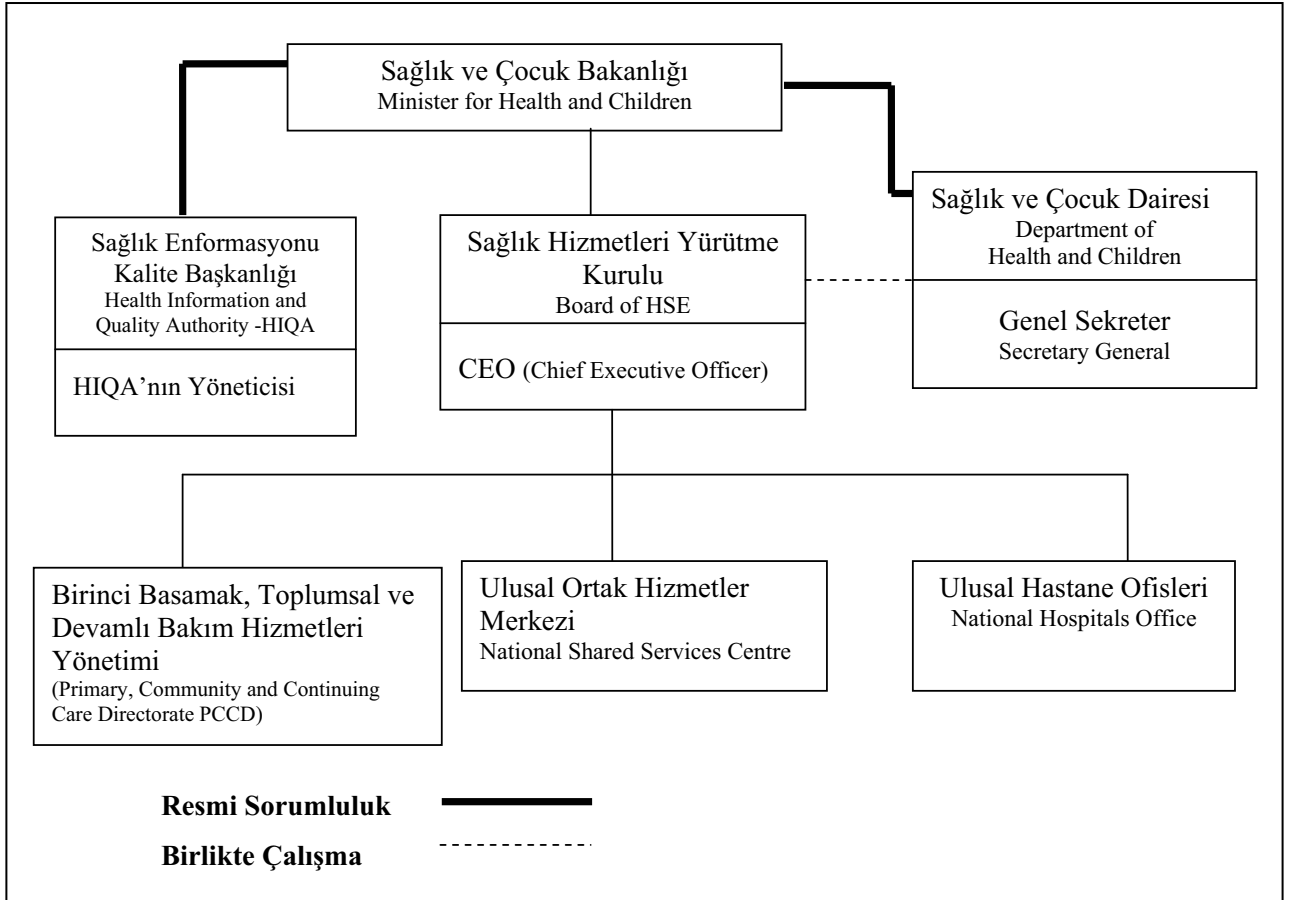 Sağlık ve Çocuk Bakanlığı
Minister for Health and Children
Sağlık Enformasyonu
Kalite Başkanlığı
Health Information and
Quality Authority -HIQA
HIQA’nın Yöneticisi
Sağlık Hizmetleri Yürütme
Kurulu
Board of HSE
CEO (Chief Executive Officer)
Sağlık ve Çocuk Dairesi
Department of
Health and Children
Genel Sekreter
Secretary General
Birinci Basamak, Toplumsal ve
Devamlı Bakım Hizmetleri
Yönetimi
(Primary, Community and Continuing
Care Directorate PCCD)
Ulusal Ortak Hizmetler
Merkezi
National Shared Services Centre
Ulusal Hastane Ofisleri
National Hospitals Office
Resmi Sorumluluk
Birlikte Çalışma